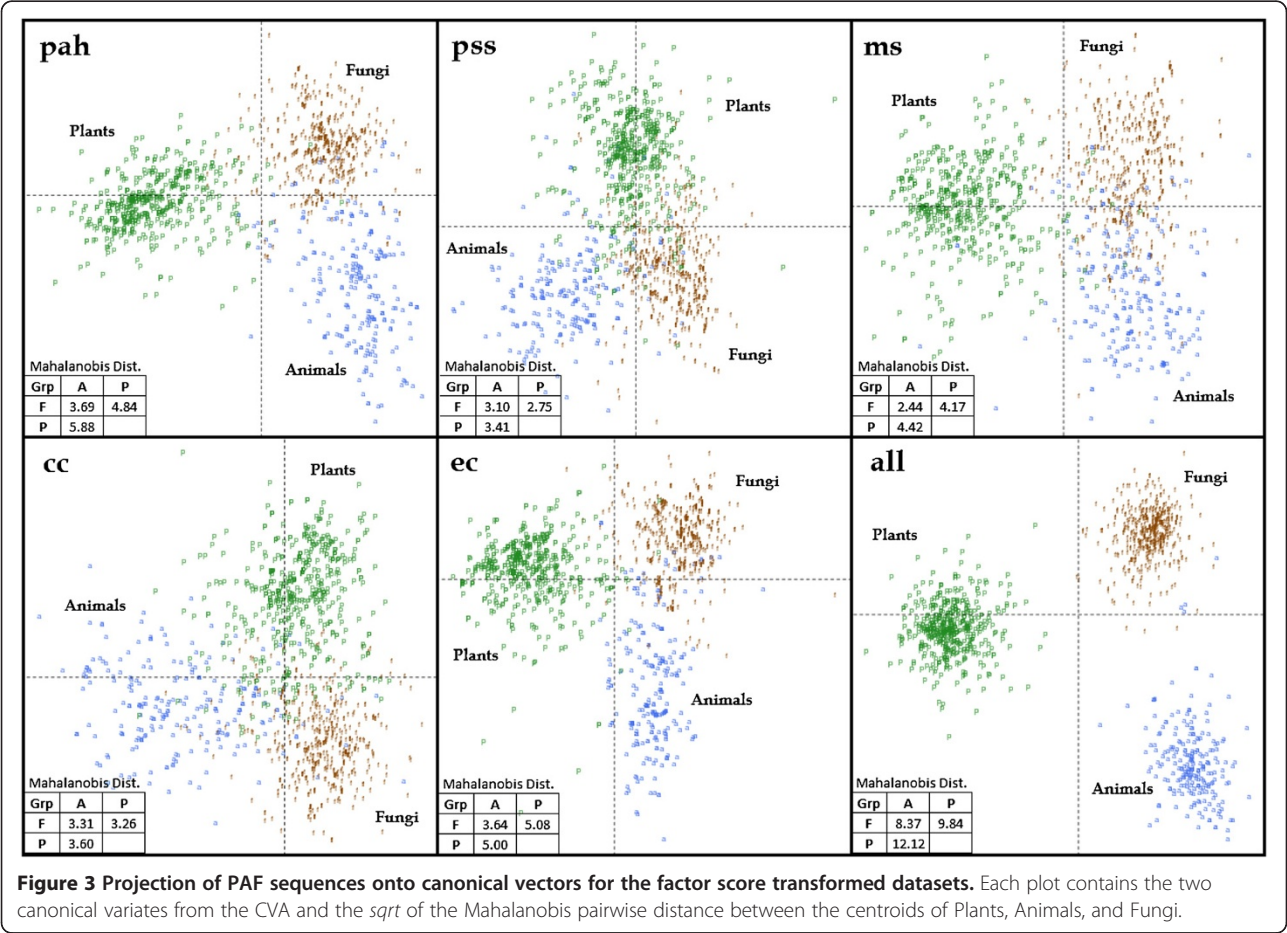 pah
Fungi
Plants
Animals
Mahalanobis Dist.
Grp A P
F 3.69 4.84
P 5.88
pss
Plants
Animals
Fungi
Mahalanobis Dist.
Grp A P
F 3.10 2.75
P 3.41
ms
Fungi
Plants
Animals
Mahalanobis Dist.
Grp A P
F 2.44 4.17
P 4.42
cc
Plants
Animals
Fungi
Mahalanobis Dist.
Grp A P
F 3.31 3.26
P 3.60
ec
Fungi
Plants
Animals
Mahalanobis Dist.
Grp A P
F 3.64 5.08
P 5.00
all
Fungi
Plants
Animals
Mahalanobis Dist.
Grp A P
F 8.37 9.84
P 12.12
Figure 3 Projection of PAF sequences onto canonical vectors for the factor score transformed datasets. Each plot contains the two
canonical variates from the CVA and the sqrt of the Mahalanobis pairwise distance between the centroids of Plants, Animals, and Fungi.